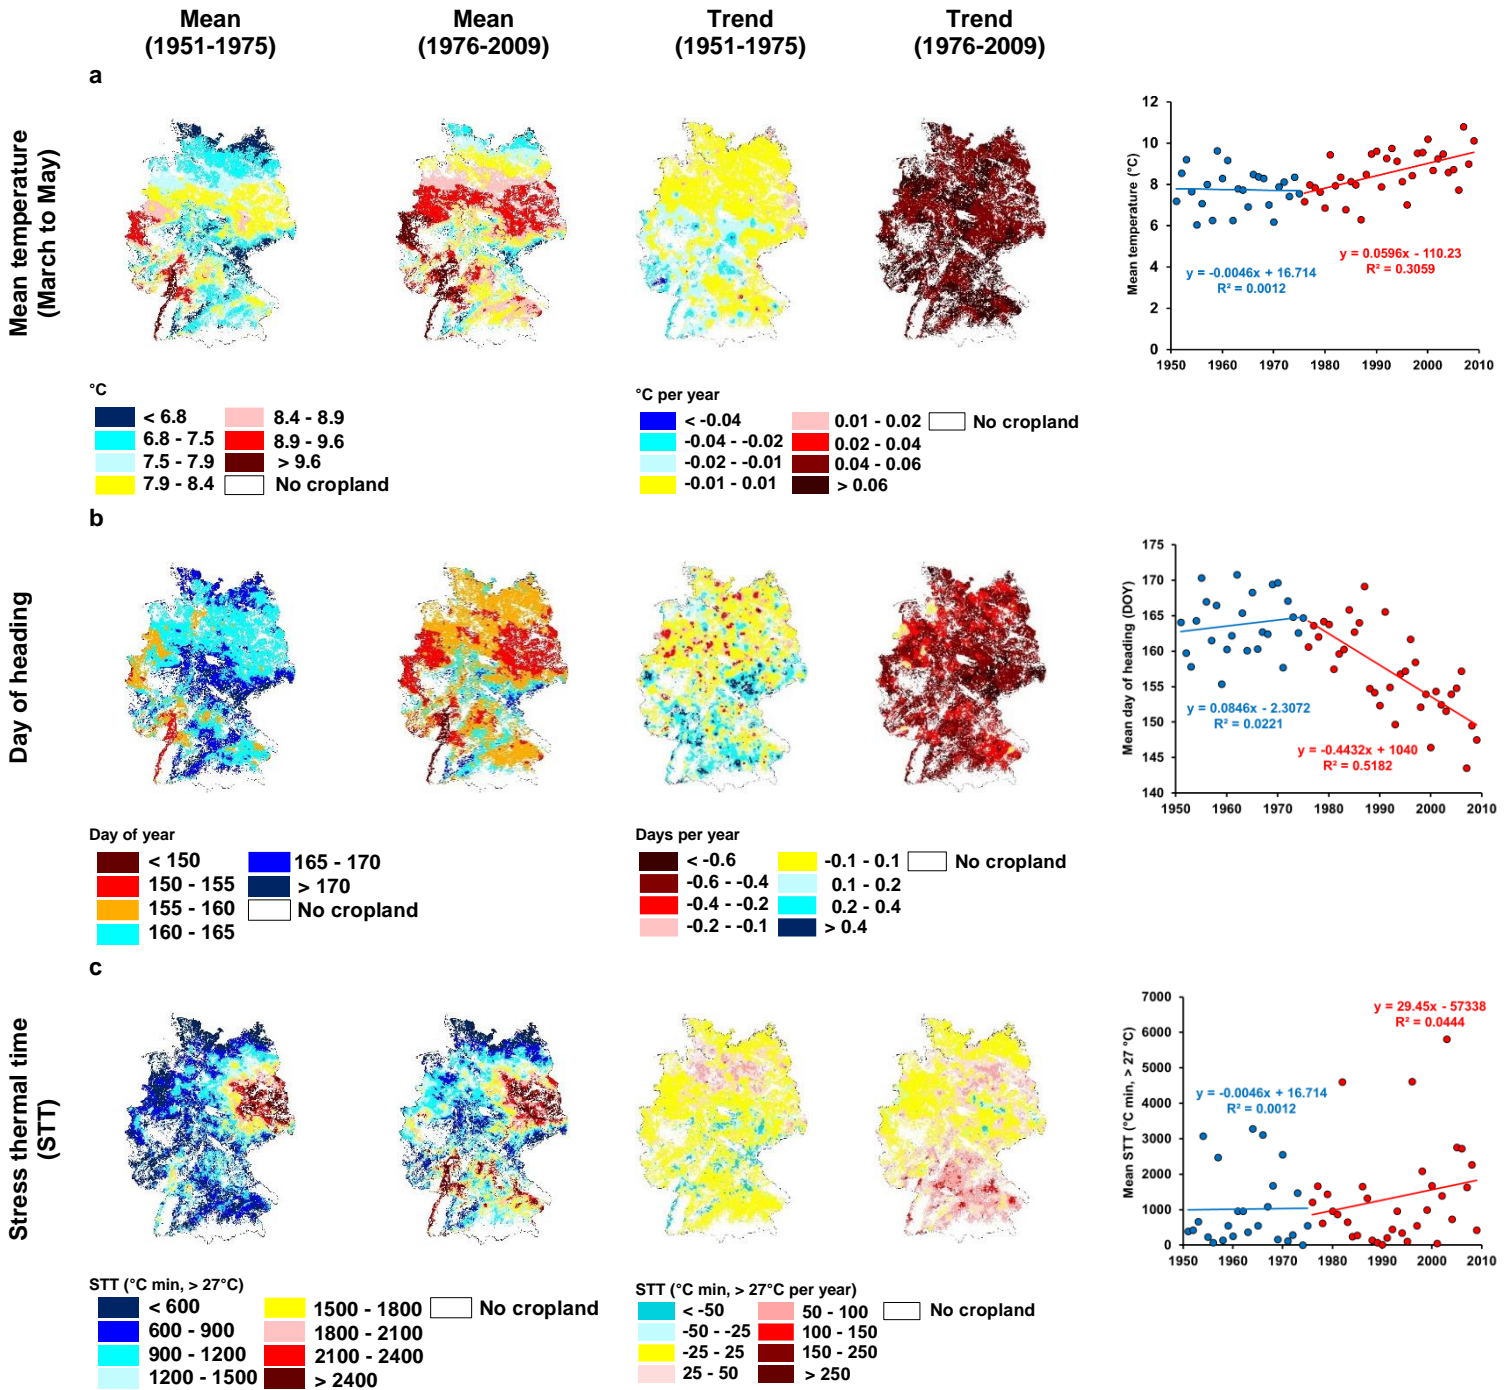 Mean
(1951-1975)
Mean
(1976-2009)
Trend
(1951-1975)
Trend
(1976-2009)
a
Mean temperature
(March to May)
12
10
8
6
4
2
0
Mean temperature (°C)
1950
1960
1970
1980
1990
2000
2010
y = -0.0046x + 16.714
R² = 0.0012
y = 0.0596x - 110.23
R² = 0.3059
°C
< 6.8
6.8 - 7.5
7.5 - 7.9
7.9 - 8.4
8.4 - 8.9
8.9 - 9.6
> 9.6
No cropland
°C per year
< -0.04
-0.04 - -0.02
-0.02 - -0.01
-0.01 - 0.01
0.01 - 0.02
0.02 - 0.04
0.04 - 0.06
> 0.06
No cropland
b
Day of heading
175
170
165
160
155
150
145
140
Mean day of heading (DOY)
1950
1960
1970
1980
1990
2000
2010
y = 0.0846x - 2.3072
R² = 0.0221
y = -0.4432x + 1040
R² = 0.5182
Day of year
< 150
150 - 155
155 - 160
160 - 165
165 - 170
> 170
No cropland
Days per year
< -0.6
-0.6 - -0.4
-0.4 - -0.2
-0.2 - -0.1
-0.1 - 0.1
0.1 - 0.2
0.2 - 0.4
> 0.4
No cropland
c
Stress thermal time
(STT)
7000
6000
5000
4000
3000
2000
1000
0
Mean STT (°C min, > 27 °C)
1950
1960
1970
1980
1990
2000
2010
y = 29.45x - 57338
R² = 0.0444
y = -0.0046x + 16.714
R² = 0.0012
STT (°C min, > 27°C)
< 600
600 - 900
900 - 1200
1200 - 1500
1500 - 1800
1800 - 2100
2100 - 2400
> 2400
No cropland
STT (°C min, > 27°C per year)
< -50
-50 - -25
-25 - 25
25 - 50
50 - 100
100 - 150
150 - 250
> 250
No cropland